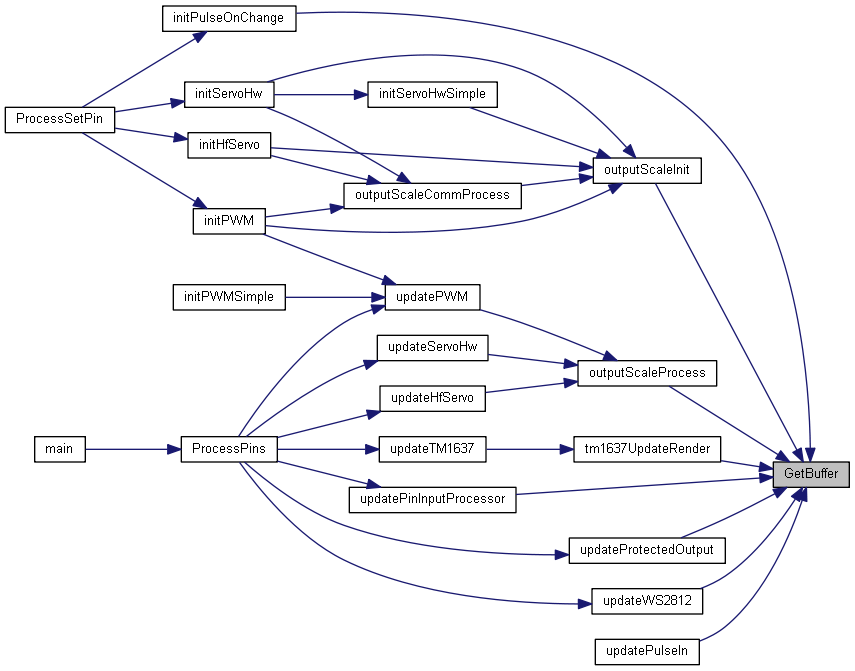 initPulseOnChange
initServoHw
initServoHwSimple
ProcessSetPin
initHfServo
outputScaleInit
outputScaleCommProcess
initPWM
initPWMSimple
updatePWM
updateServoHw
outputScaleProcess
updateHfServo
main
ProcessPins
updateTM1637
tm1637UpdateRender
GetBuffer
updatePinInputProcessor
updateProtectedOutput
updateWS2812
updatePulseIn